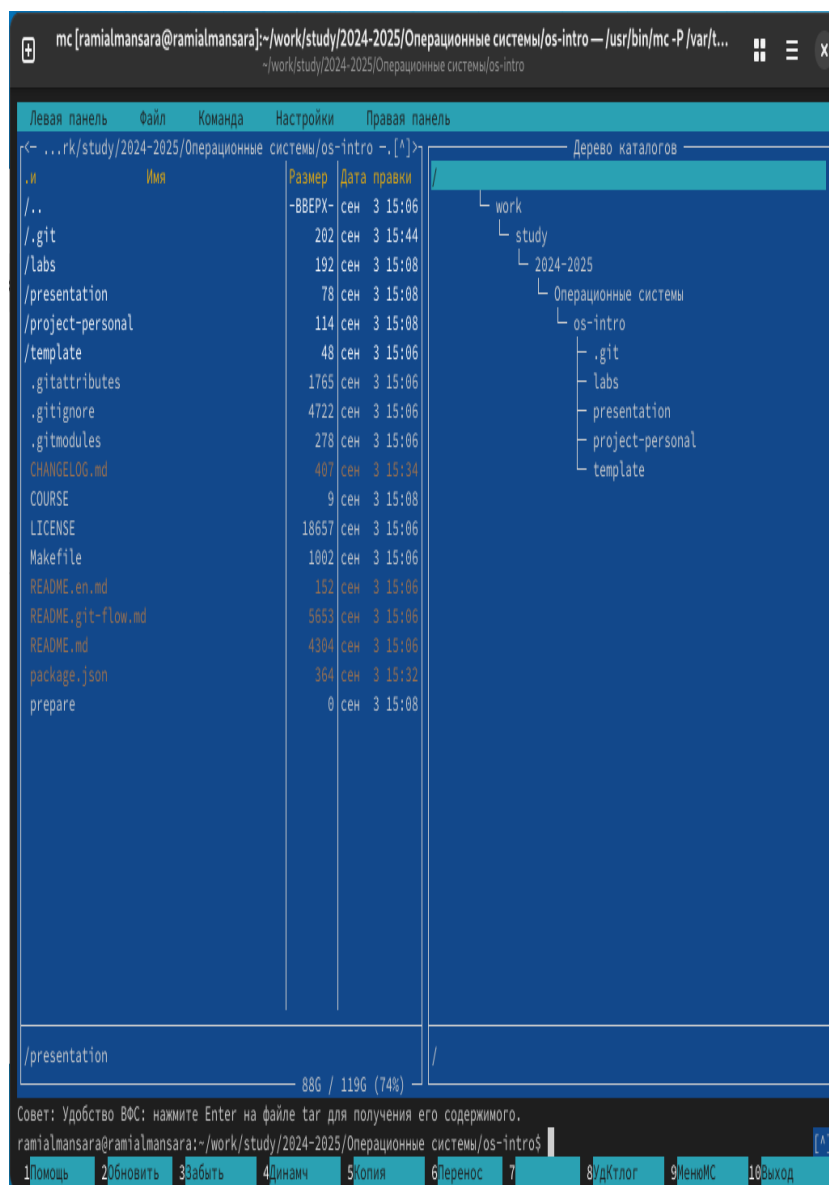 mc [ramialmansara@ramialmansara]:~/work/study/2024-2025/Операционные системы/os-intro — /usr/bin/mc -P /var/t...
~/work/study/2024-2025/Операционные системы/os-intro
Левая панель Файл Команда Настройки Правая панель
<- ...rk/study/2024-2025/Операционные системы/os-intro -.[^]> Дерево каталогов
.и Имя Размер Дата правки /
/.. -ВВЕРХ- сен 3 15:06 work
/.git 202 сен 3 15:44 study
/labs 192 сен 3 15:08 2024-2025
/presentation 78 сен 3 15:08 Операционные системы
/project-personal 114 сен 3 15:08 os-intro
/template 48 сен 3 15:06 .git
.gitattributes 1765 сен 3 15:06 labs
.gitignore 4722 сен 3 15:06 presentation
.gitmodules 278 сен 3 15:06 project-personal
CHANGELOG.md 407 сен 3 15:34 template
COURSE 9 сен 3 15:08
LICENSE 18657 сен 3 15:06
Makefile 1002 сен 3 15:06
README.en.md 152 сен 3 15:06
README.git-flow.md 5653 сен 3 15:06
README.md 4304 сен 3 15:06
package.json 364 сен 3 15:32
prepare 0 сен 3 15:08
/presentation /
88G / 119G (74%)
Совет: Удобство ВФС: нажмите Enter на файле tar для получения его содержимого.
ramialmansara@ramialmansara:~/work/study/2024-2025/Операционные системы/os-intro$ [^]
1Помощь 2Обновить 3Забыть 4Динамч 5Копия 6Перенос 7 8УдКтлог 9МенюMC 10Выход